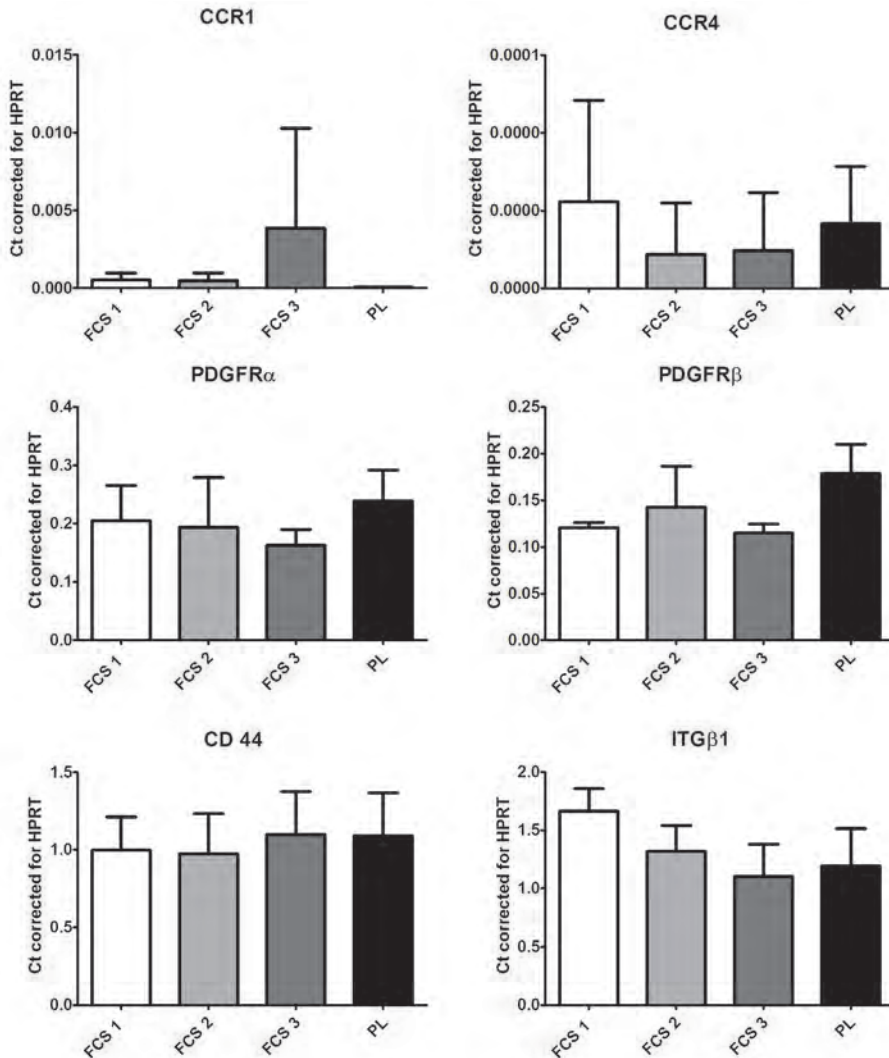 CCR1
Ct corrected for HPRT
0.015
0.010
0.005
0.000
FCS 1
FCS 2
FCS 3
PL
CCR4
Ct corrected for HPRT
0.0001
0.0000
0.0000
0.0000
FCS 1
FCS 2
FCS 3
PL
PDGFRα
Ct corrected for HPRT
0.4
0.3
0.2
0.1
0.0
FCS 1
FCS 2
FCS 3
PL
PDGFRβ
Ct corrected for HPRT
0.25
0.20
0.15
0.10
0.05
0.00
FCS 1
FCS 2
FCS 3
PL
CD 44
Ct corrected for HPRT
1.5
1.0
0.5
0.0
FCS 1
FCS 2
FCS 3
PL
ITGβ1
Ct corrected for HPRT
2.0
1.5
1.0
0.5
0.0
FCS 1
FCS 2
FCS 3
PL